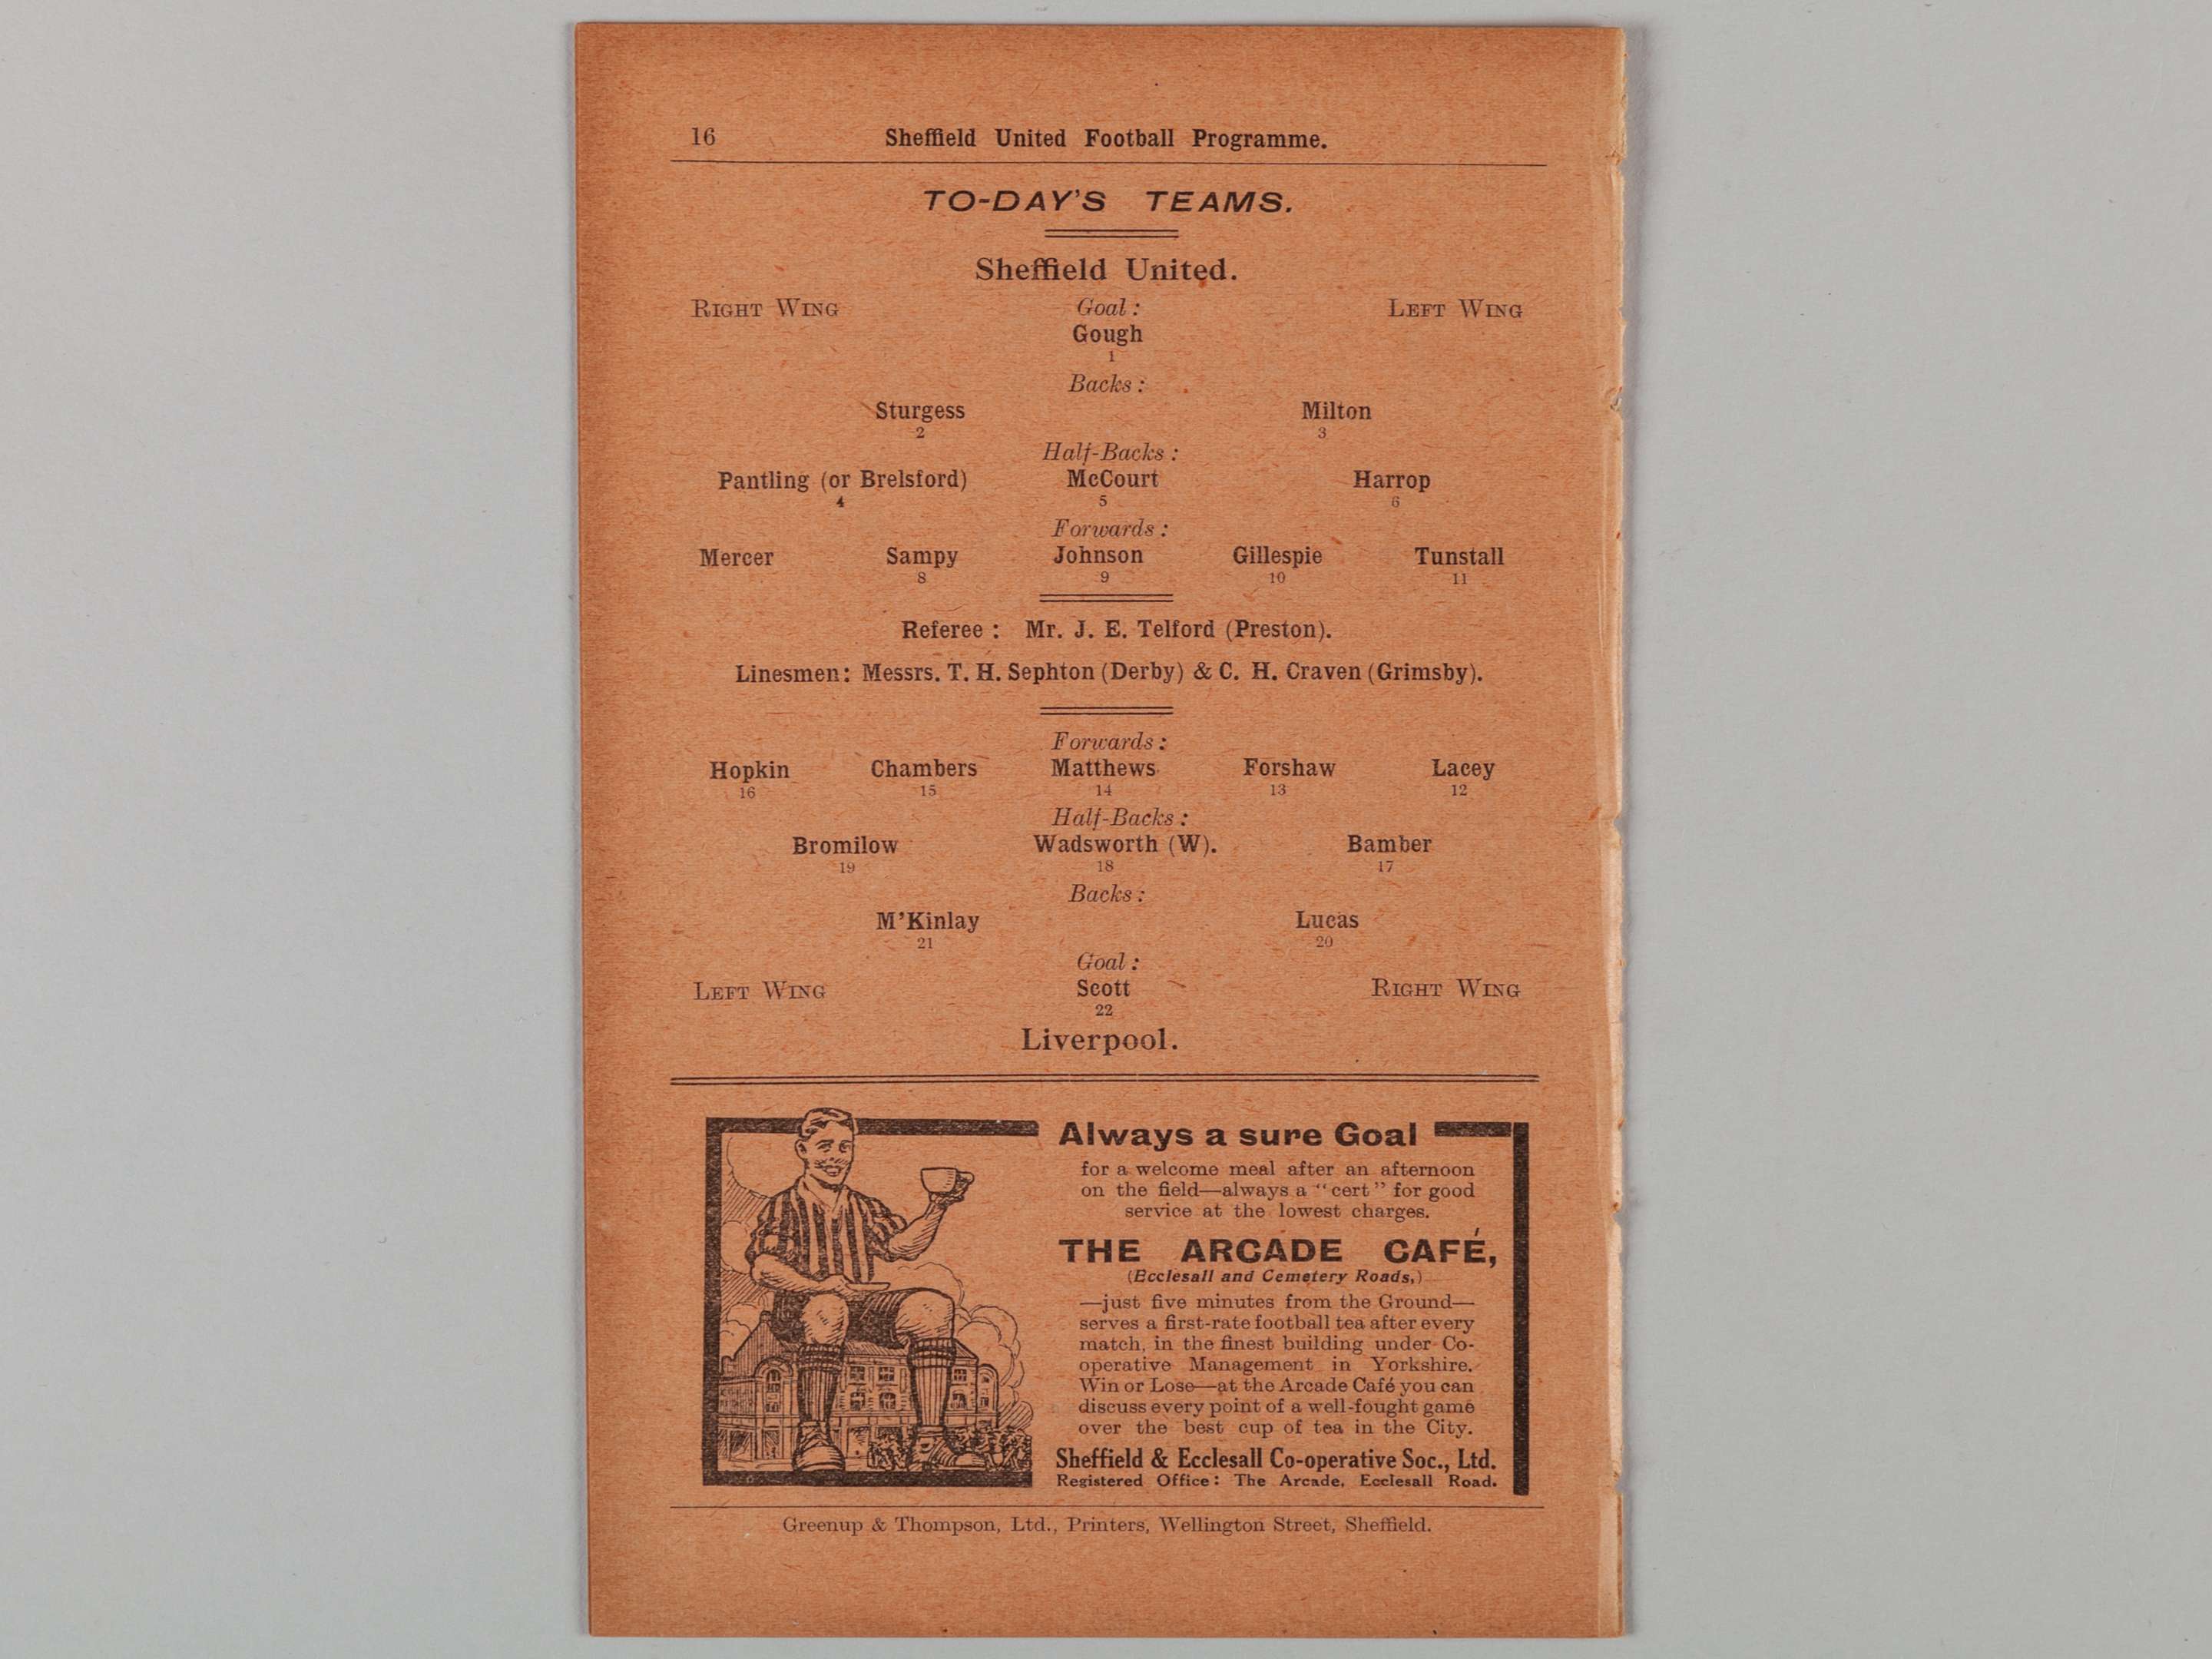 16 Sheffield United Football Programme.
TO-DAY'S TEAMS.
Sheffield United.
RIGHT WING Goal : LEFT WING
Gough
1
Backs :
Sturgess Milton
2 3
Half-Backs :
Pantling (or Brelsford) McCourt Harrop
4 5 6
Forwards :
Mercer Sampy Johnson Gillespie Tunstall
8 9 10 11
Referee : Mr. J. E. Telford (Preston).
Linesmen: Messrs. T. H. Sephton (Derby) & C. H. Craven (Grimsby).
Forwards :
Hopkin Chambers Matthews Forshaw Lacey
16 15 14 13 12
Half-Backs :
Bromilow Wadsworth (W). Bamber
19 18 17
Backs :
M'Kinlay Lucas
21 20
Goal :
LEFT WING Scott RIGHT WING
22
Liverpool.
Always a sure Goal
for a welcome meal after an afternoon
on the field—always a "cert" for good
service at the lowest charges.
THE ARCADE CAFÉ,
(Ecclesall and Cemetery Roads,)
—just five minutes from the Ground—
serves a first-rate football tea after every
match, in the finest building under Co-
operative Management in Yorkshire.
Win or Lose—at the Arcade Café you can
discuss every point of a well-fought game
over the best cup of tea in the City.
Sheffield & Ecclesall Co-operative Soc., Ltd.
Registered Office : The Arcade, Ecclesall Road.
Greenup & Thompson, Ltd., Printers, Wellington Street, Sheffield.